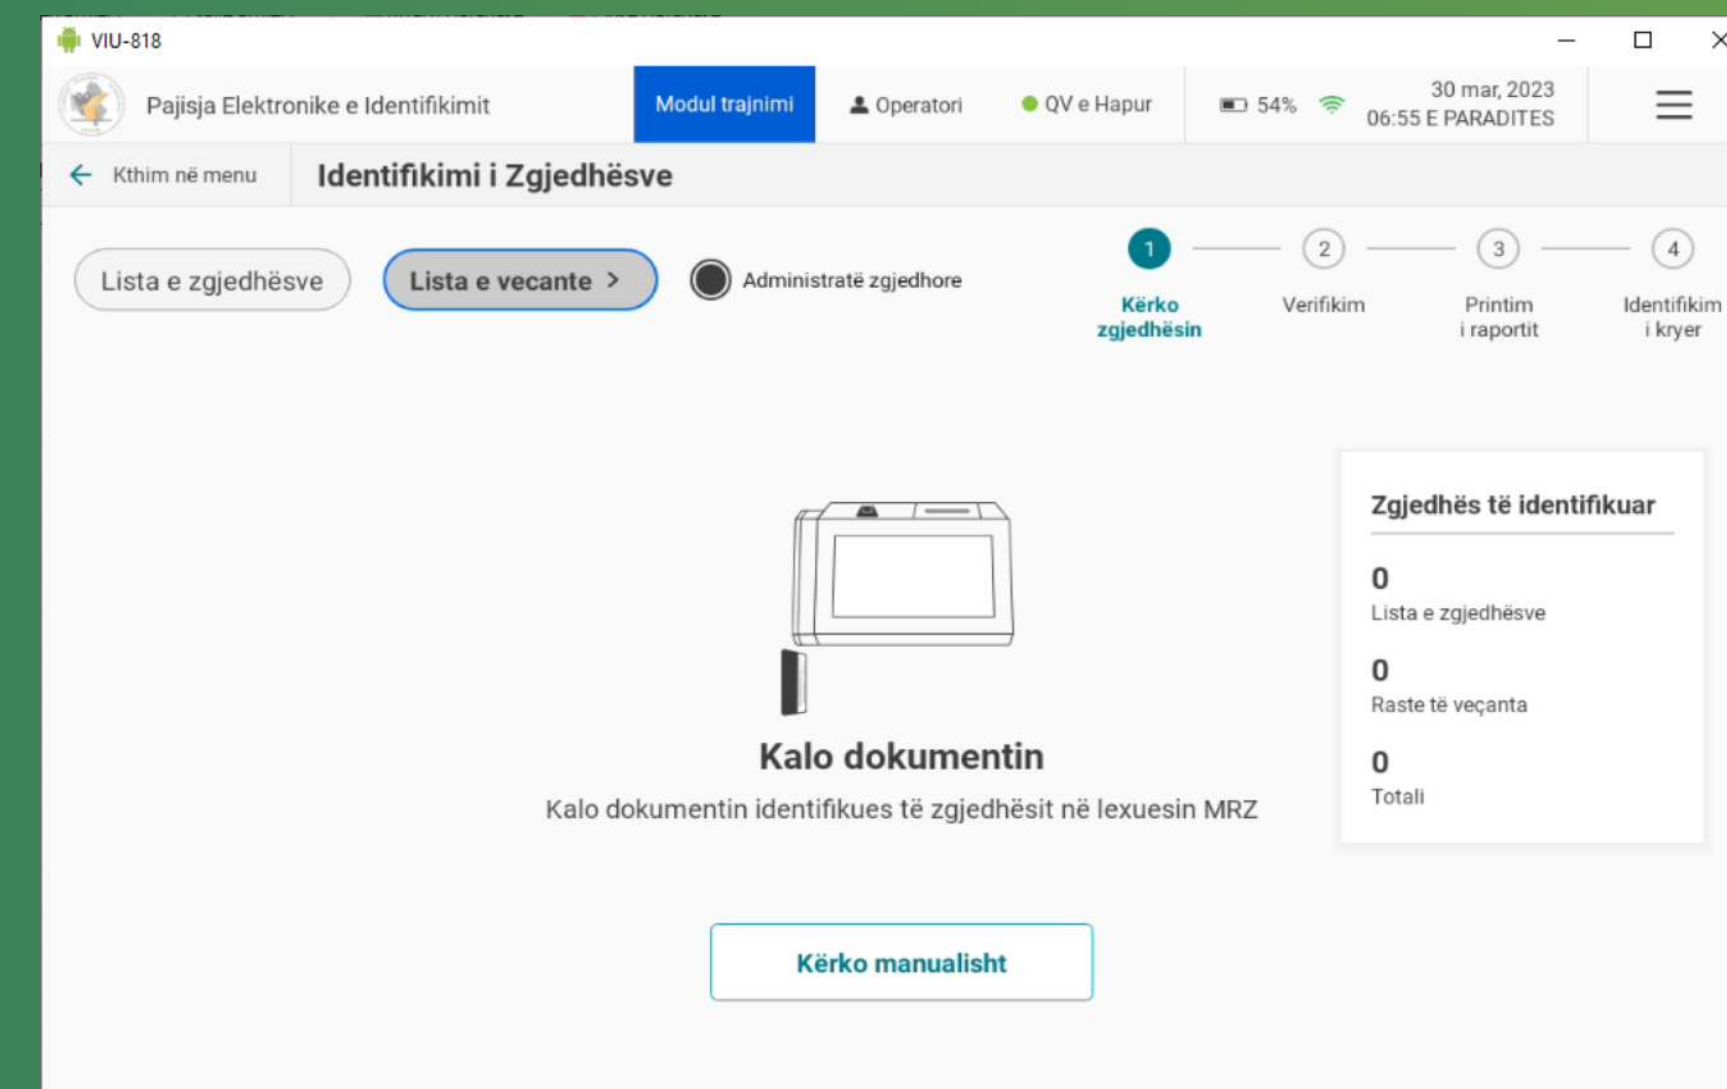 VIU-818
Pajisja Elektronike e Identifikimit
Modul trajnimi
Operatori
QV e Hapur
54%
30 mar, 2023
06:55 E PARADITES
Kthim në menu
Identifikimi i Zgjedhësve
Lista e zgjedhësve
Lista e vecante >
Administratë zgjedhore
1
2
3
4
Kërko
zgjedhësin
Verifikim
Printim
i raportit
Identifikim
i kryer
Zgjedhës të identifikuar
0
Lista e zgjedhësve
0
Raste të veçanta
0
Totali
Kalo dokumentin
Kalo dokumentin identifikues të zgjedhësit në lexuesin MRZ
Kërko manualisht